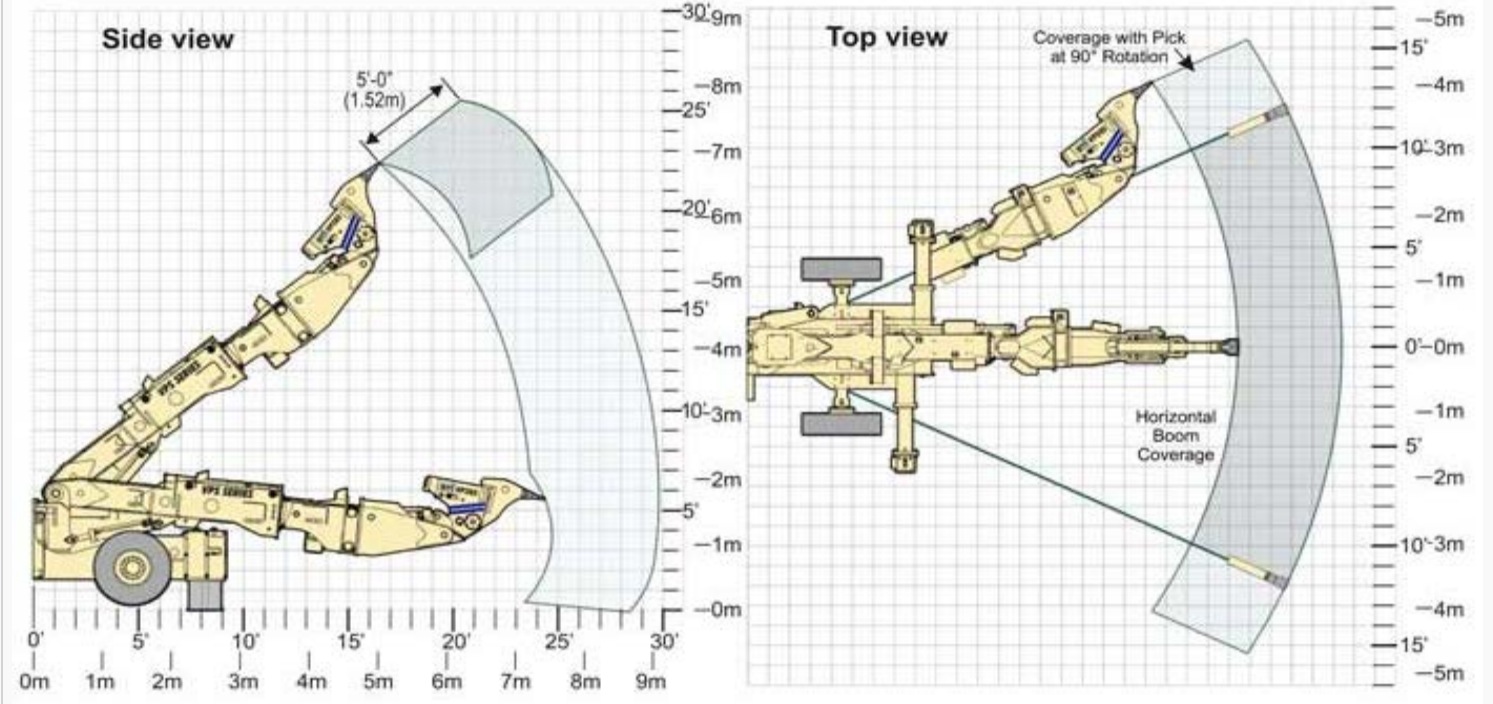 Side view
5'-0"
(1.52m)
30' 9m
8m
25'
7m
20' 6m
5m
15'
4m
10' 3m
2m
5'
1m
0m
VPS SERIES
VPS SERIES
0' 5' 10' 15' 20' 25' 30'
0m 1m 2m 3m 4m 5m 6m 7m 8m 9m
Top view
Coverage with Pick
at 90° Rotation
Horizontal
Boom
Coverage
5m
15'
4m
10' 3m
2m
5'
1m
0' 0m
1m
5'
2m
10' 3m
4m
15'
5m